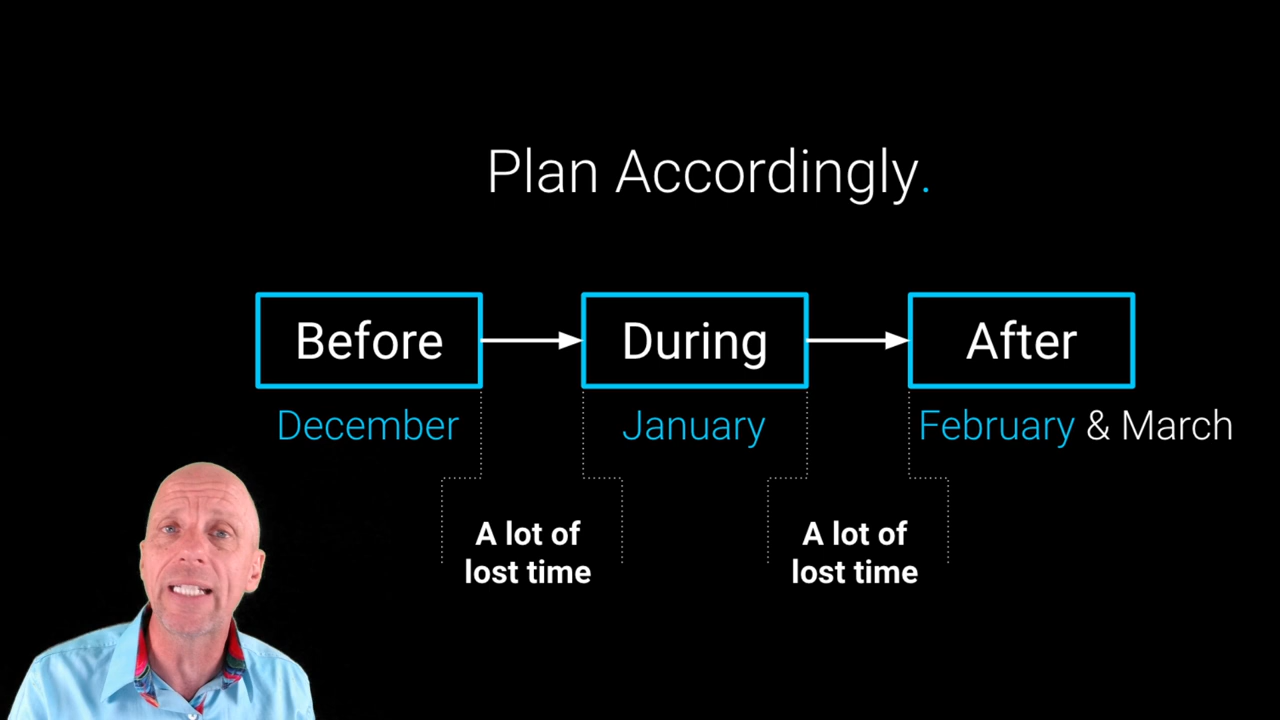 Plan Accordingly.
Before
During
After
December
January
February & March
A lot of
lost time
A lot of
lost time